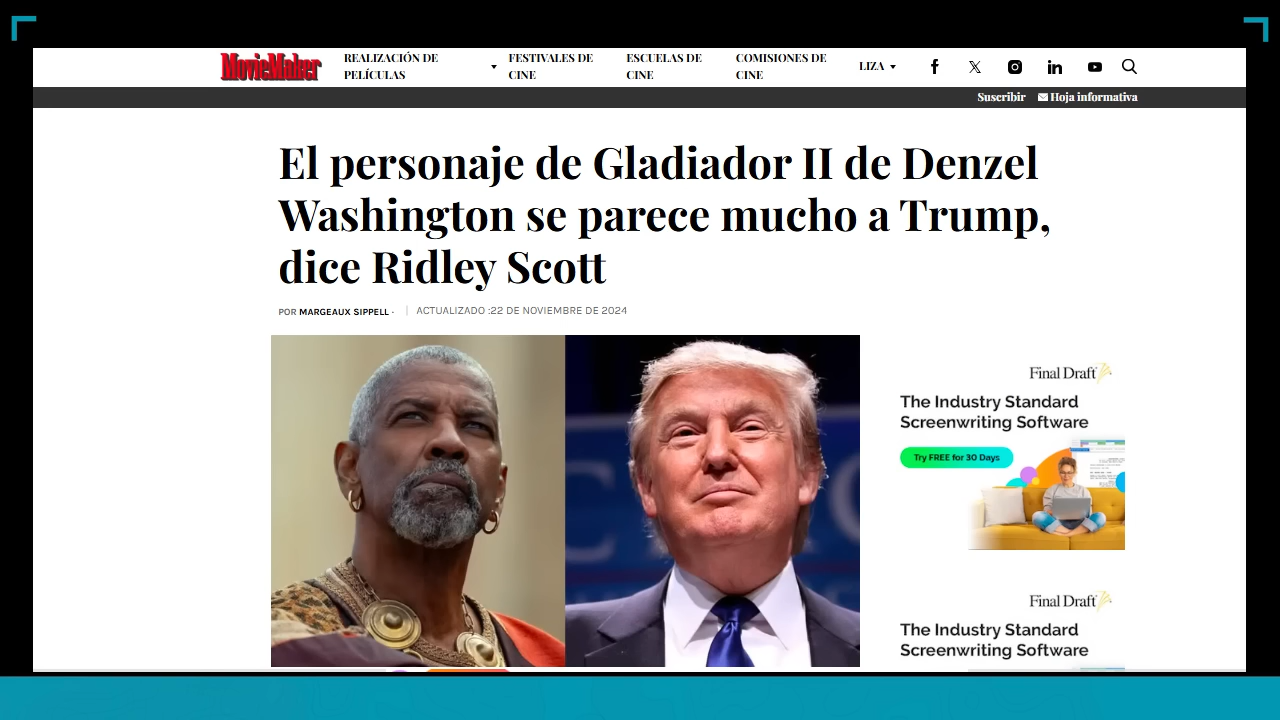 MovieMaker
REALIZACIÓN DE
PELÍCULAS
FESTIVALES DE
CINE
ESCUELAS DE
CINE
COMISIONES DE
CINE
LIZA
Suscribir
Hoja informativa
El personaje de Gladiador II de Denzel
Washington se parece mucho a Trump,
dice Ridley Scott
POR MARGEAUX SIPPELL ·
ACTUALIZADO :22 DE NOVIEMBRE DE 2024
Final Draft
The Industry Standard
Screenwriting Software
Try FREE for 30 Days
Final Draft
The Industry Standard
Screenwriting Software